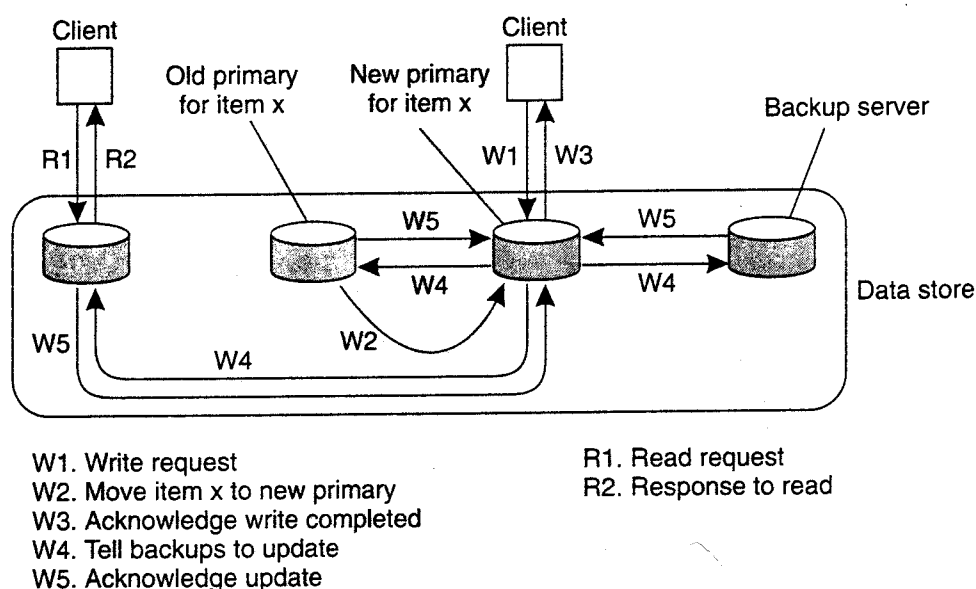 Client
Client
Old primary
for item x
New primary
for item x
Backup server
R1
R2
W1
W3
W5
W5
W4
W4
Data store
W5
W2
W4
W1. Write request
W2. Move item x to new primary
W3. Acknowledge write completed
W4. Tell backups to update
W5. Acknowledge update
R1. Read request
R2. Response to read